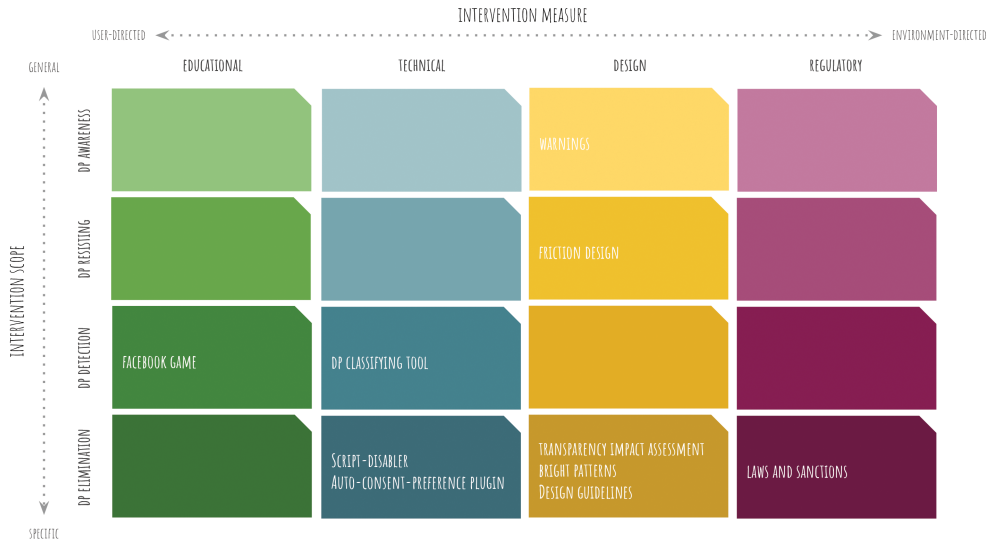 INTERVENTION MEASURE
USER-DIRECTED
ENVIRONMENT-DIRECTED
GENERAL
EDUCATIONAL
TECHNICAL
DESIGN
REGULATORY
INTERVENTION SCOPE
DP AWARENESS
WARNINGS
DP RESISTING
FRICTION DESIGN
DP DETECTION
FACEBOOK GAME
DP CLASSIFYING TOOL
DP ELIMINATION
SCRIPT-DISABLER
AUTO-CONSENT-PREFERENCE PLUGIN
TRANSPARENCY IMPACT ASSESSMENT
BRIGHT PATTERNS
DESIGN GUIDELINES
LAWS AND SANCTIONS
SPECIFIC